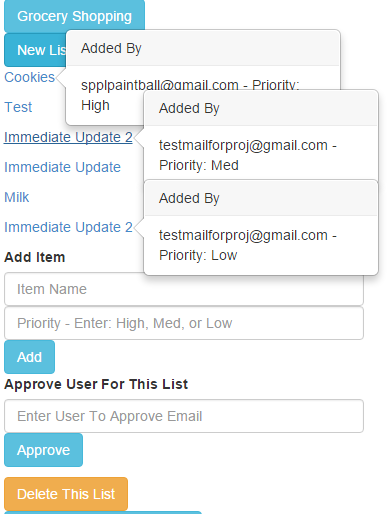 Grocery Shopping
New Lis
Added By
Cookies
spplpaintball@gmail.com - Priority:
High
Added By
Test
Immediate Update 2
testmailforproj@gmail.com -
Priority: Med
Immediate Update
Added By
Milk
Immediate Update 2
testmailforproj@gmail.com -
Priority: Low
Add Item
Item Name
Priority - Enter: High, Med, or Low
Add
Approve User For This List
Enter User To Approve Email
Approve
Delete This List